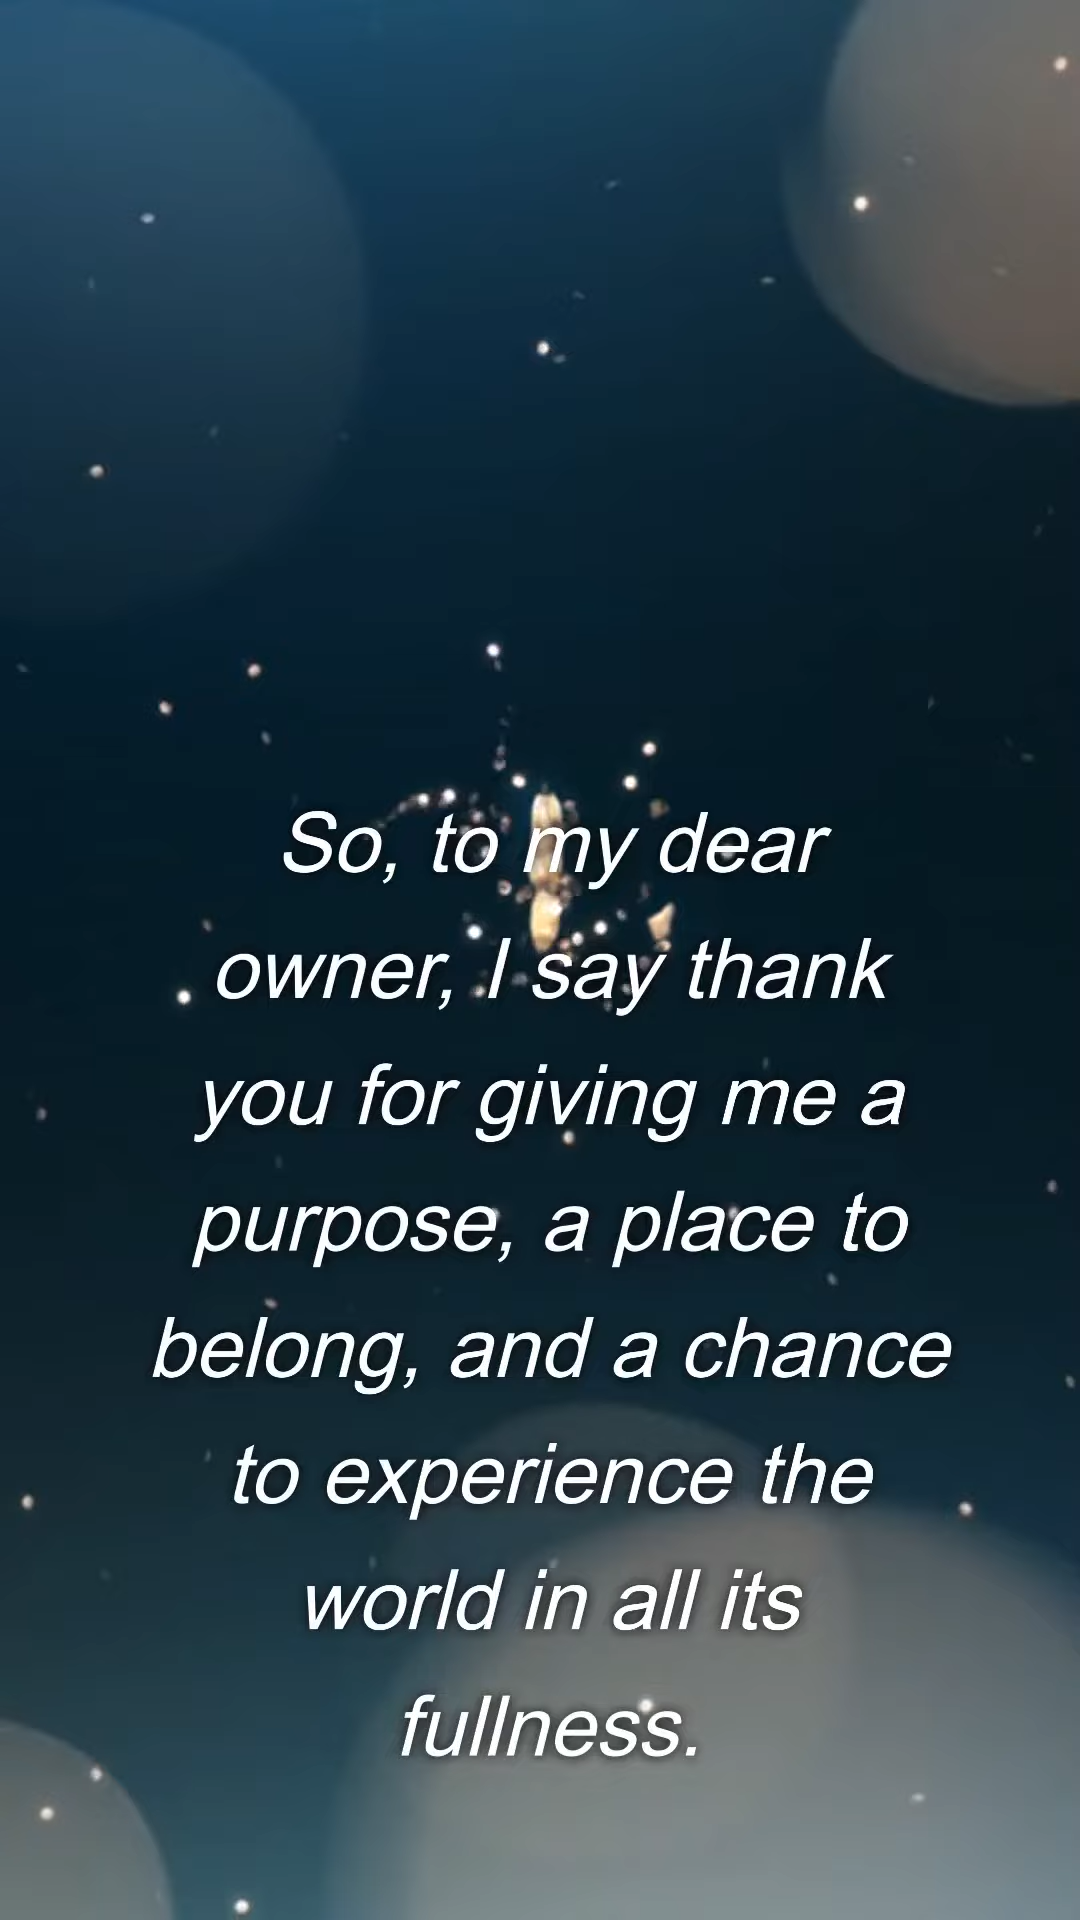 So, to my dear
owner, I say thank
you for giving me a
purpose, a place to
belong, and a chance
to experience the
world in all its
fullness.